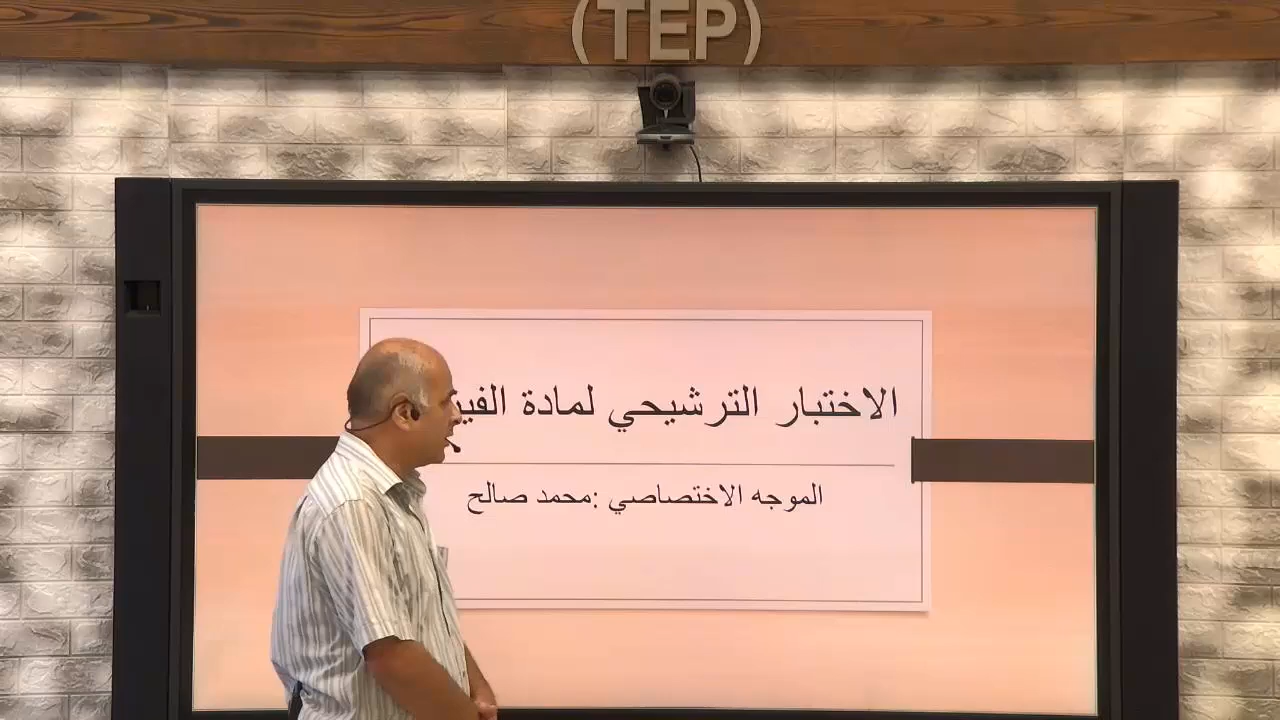 (TEP)
الاختبار الترشيحي لمادة
الموجه الاختصاصي :محمد صالح